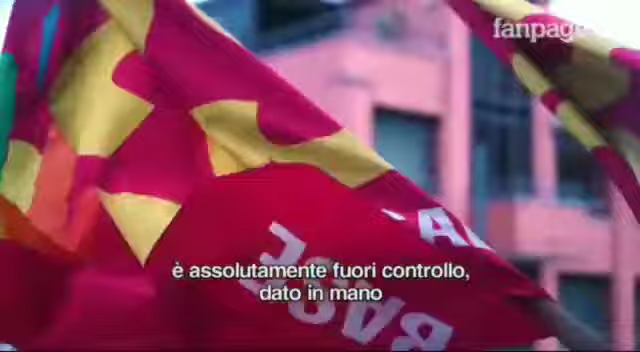 fanpage
è assolutamente fuori controllo,
dato in mano